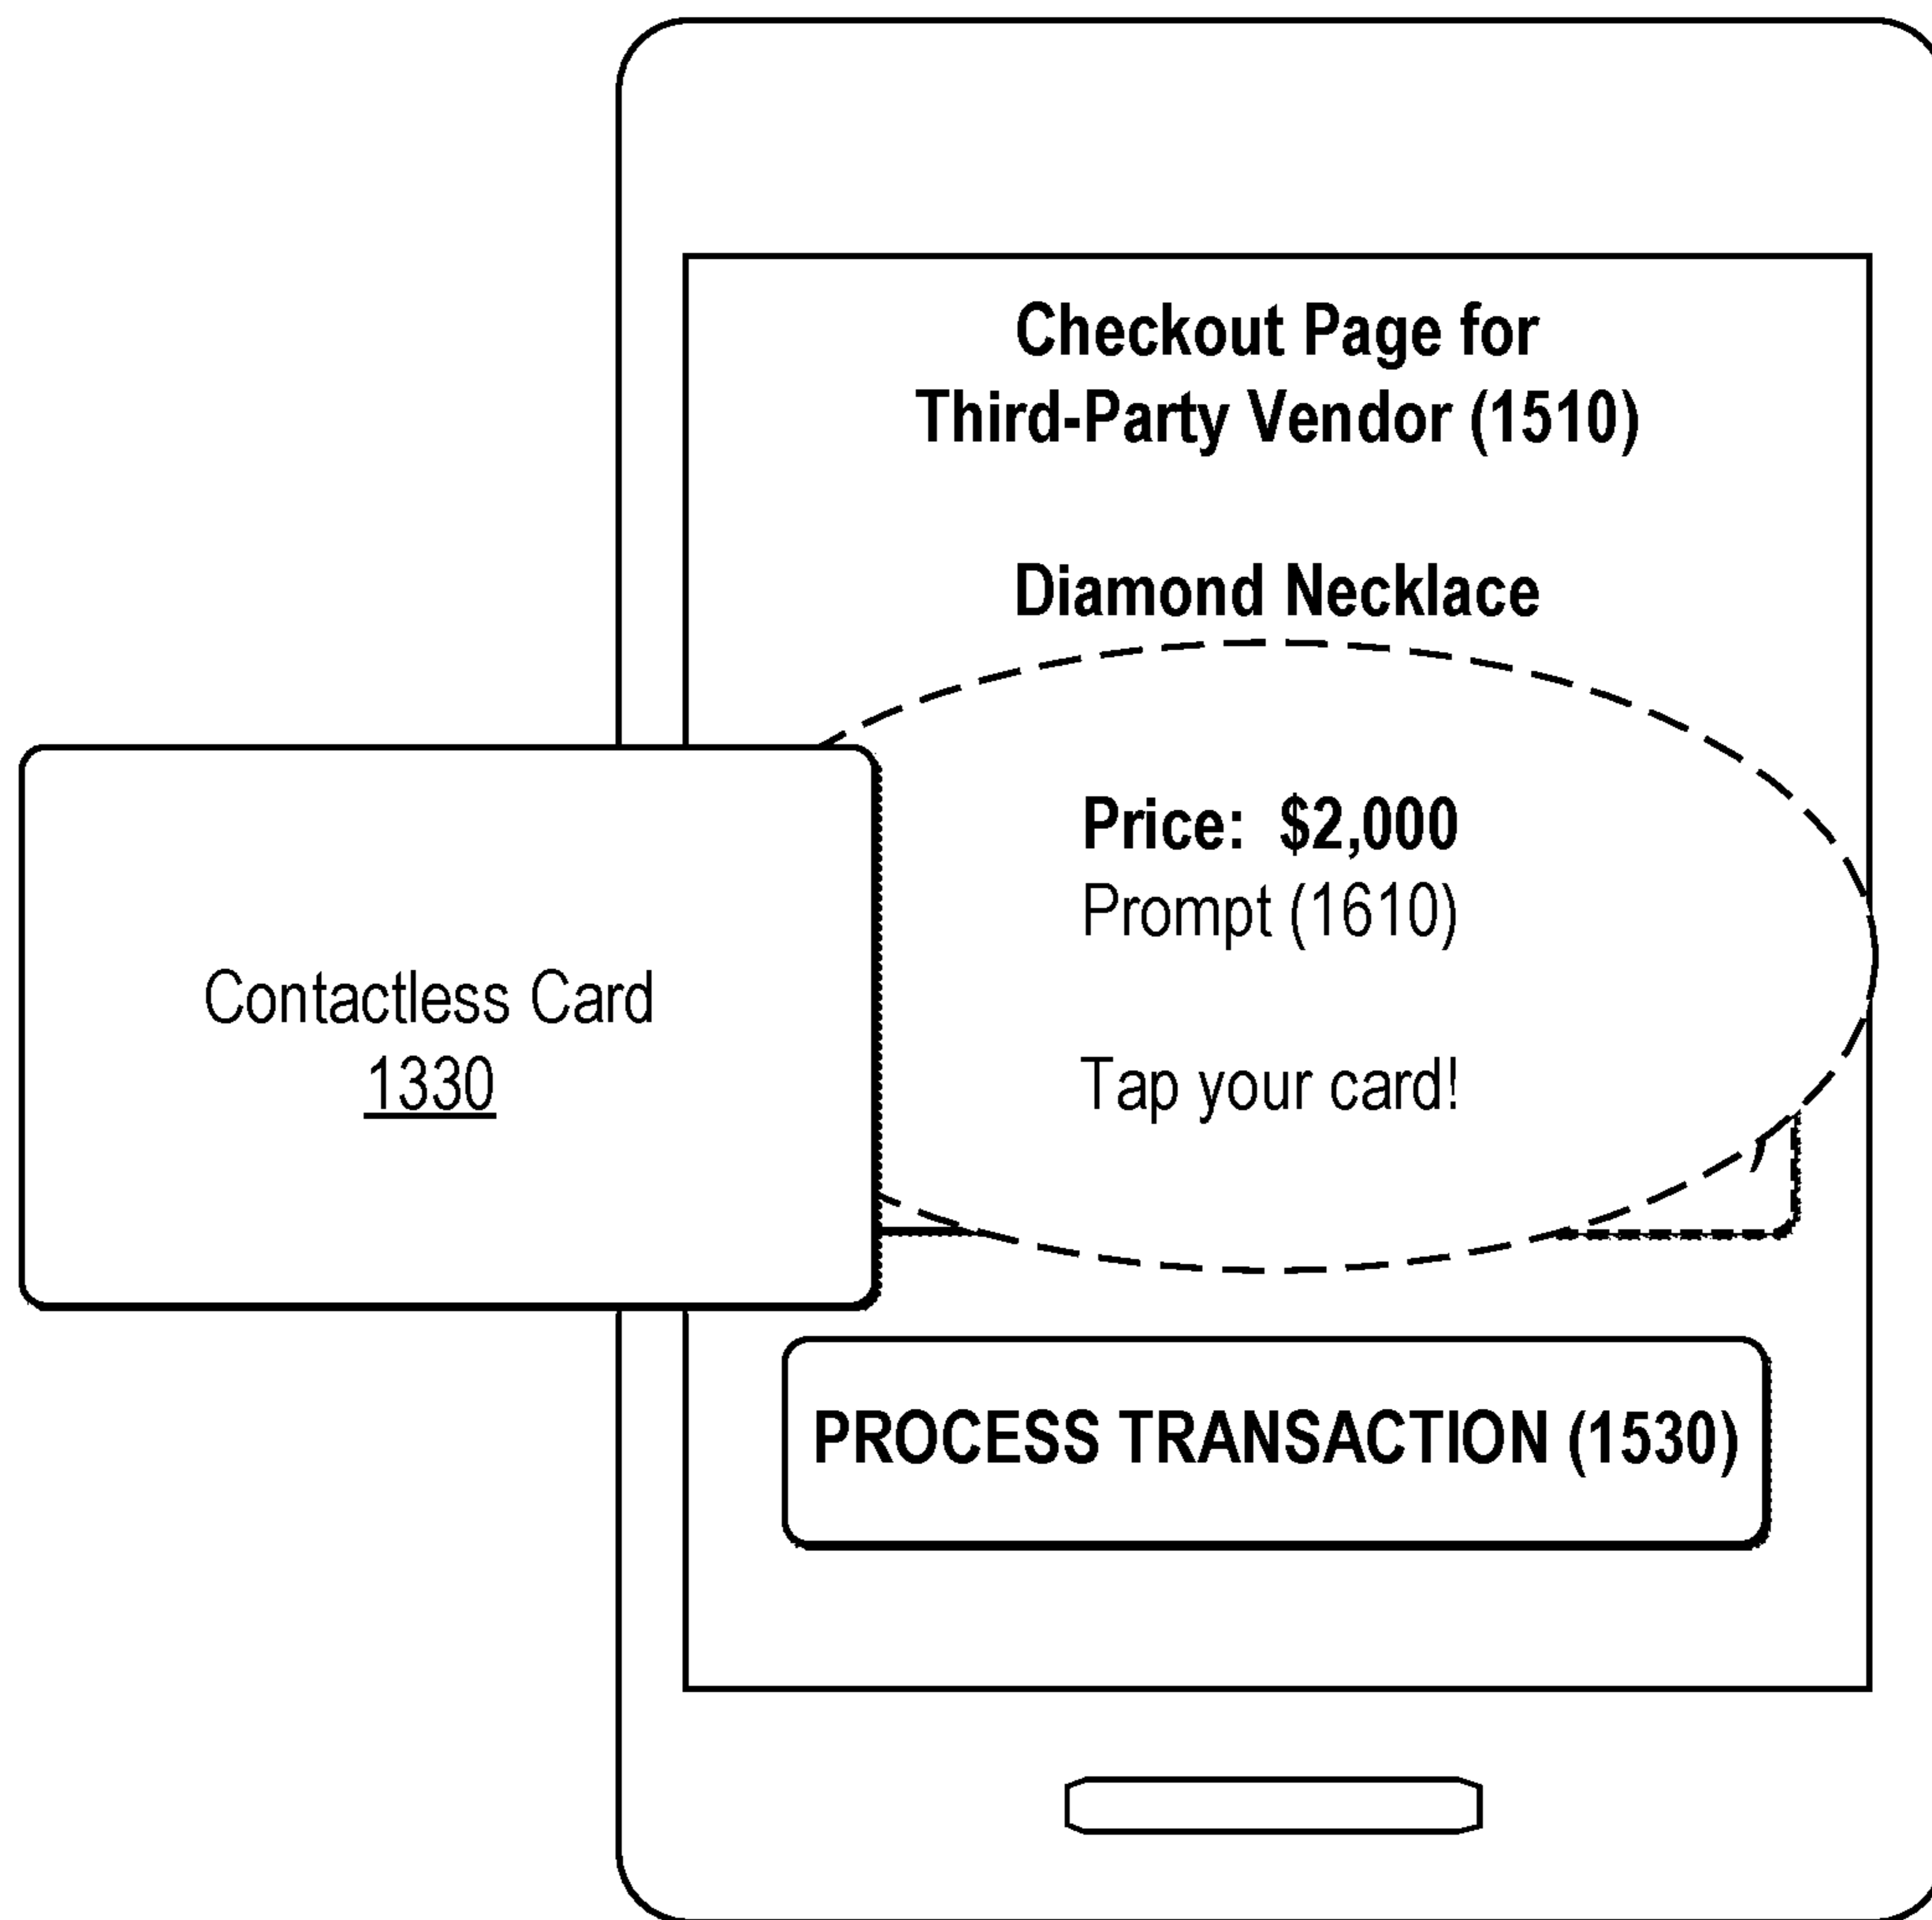 Checkout Page for
Third-Party Vendor (1510)
Diamond Necklace
Price: $2,000
Prompt (1610)
Tap your card!
Contactless Card
1330
PROCESS TRANSACTION (1530)